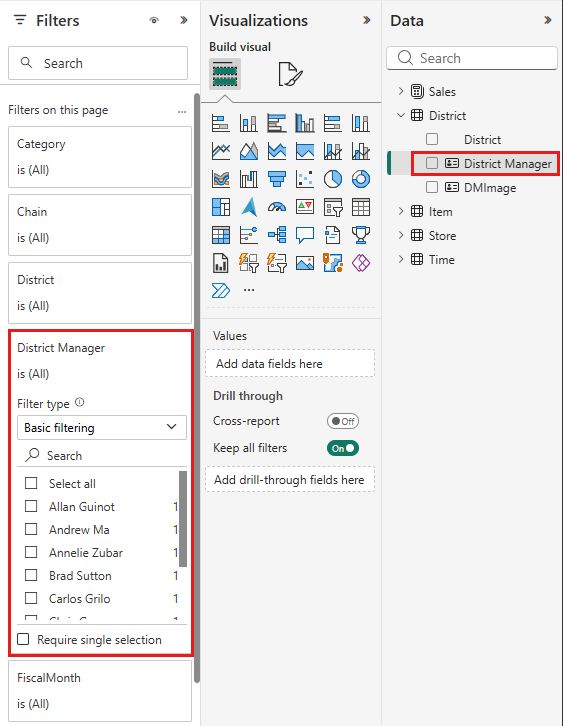 Filters
Search
Filters on this page
...
Category
is (All)
Chain
is (All)
District
is (All)
District Manager
is (All)
Filter type
Basic filtering
Search
Select all
Allan Guinot 1
Andrew Ma 1
Annelie Zubar 1
Brad Sutton 1
Carlos Grilo 1
Require single selection
FiscalMonth
is (All)
Visualizations
Build visual
...
Values
Add data fields here
Drill through
Cross-report
Off
Keep all filters
On
Add drill-through fields here
Data
Search
Sales
District
District
District Manager
DMImage
Item
Store
Time